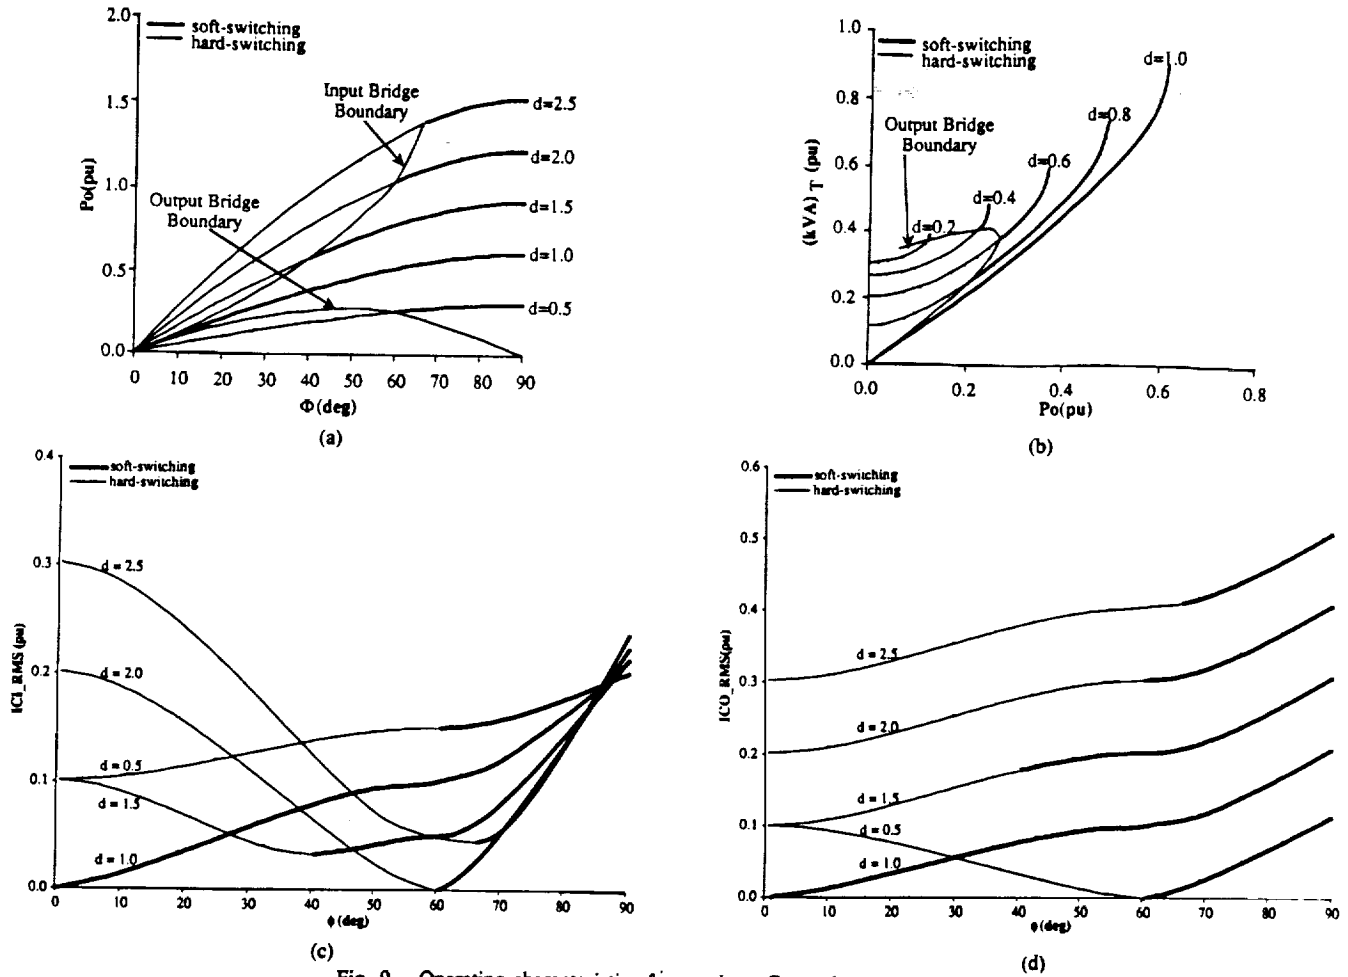 2.0
soft-switching
hard-switching
Input Bridge
Boundary
1.5
d=2.5
Po(pu)
d=2.0
1.0
Output Bridge
Boundary
d=1.5
d=1.0
0.5
d=0.5
0.0
0 10 20 30 40 50 60 70 80 90
Φ(deg)
(a)
1.0
soft-switching
hard-switching
d=1.0
0.8
d=0.8
Output Bridge
Boundary
(kVA)T (pu)
0.6
d=0.6
0.4
d=0.4
d=0.2
0.2
0.0
0.0 0.2 0.4 0.6 0.8
Po(pu)
(b)
0.4
soft-switching
hard-switching
0.3
d = 2.5
ICI_RMS (pu)
0.2
d = 2.0
d = 0.5
0.1
d = 1.5
d = 1.0
0.0
0 10 20 30 40 50 60 70 80 90
φ(deg)
(c)
0.6
soft-switching
hard-switching
0.5
0.4
ICO_RMS(pu)
d = 2.5
0.3
d = 2.0
0.2
d = 1.5
0.1
d = 0.5
d = 1.0
0.0
0 10 20 30 40 50 60 70 80 90
φ(deg)
(d)
Fig. 9. Operating characteristics